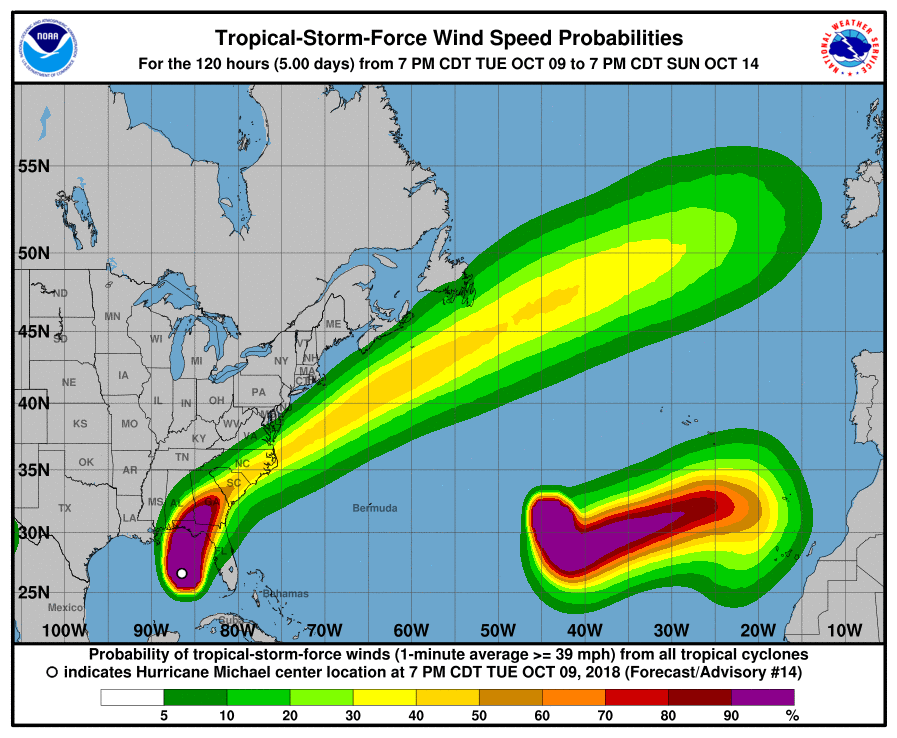 Tropical-Storm-Force Wind Speed Probabilities
For the 120 hours (5.00 days) from 7 PM CDT TUE OCT 09 to 7 PM CDT SUN OCT 14
NOAA
NATIONAL WEATHER SERVICE
55N
50N
45N
40N
35N
30N
25N
ND
MN
SD
WI
MI
ME
VT
NH
NY
MA
CT
NE
IA
IL
IN
OH
PA
KS
MO
WV
VA
KY
OK
AR
TN
NC
SC
TX
LA
MS
AL
GA
FL
Bermuda
Bahamas
Mexico
Cuba
100W 90W 80W 70W 60W 50W 40W 30W 20W 10W
Probability of tropical-storm-force winds (1-minute average >= 39 mph) from all tropical cyclones
indicates Hurricane Michael center location at 7 PM CDT TUE OCT 09, 2018 (Forecast/Advisory #14)
5 10 20 30 40 50 60 70 80 90 %